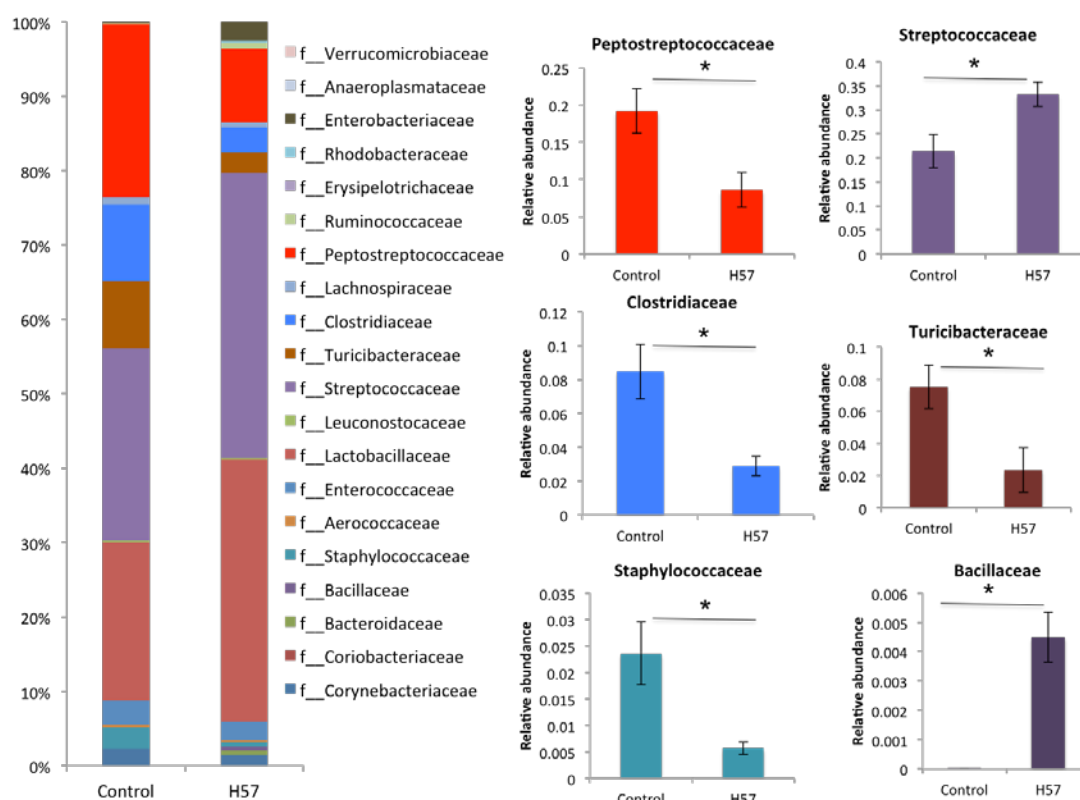 100%
90%
80%
70%
60%
50%
40%
30%
20%
10%
0%
Control
H57
f__Verrucomicrobiaceae
f__Anaeroplasmataceae
f__Enterobacteriaceae
f__Rhodobacteraceae
f__Erysipelotrichaceae
f__Ruminococcaceae
f__Peptostreptococcaceae
f__Lachnospiraceae
f__Clostridiaceae
f__Turicibacteraceae
f__Streptococcaceae
f__Leuconostocaceae
f__Lactobacillaceae
f__Enterococcaceae
f__Aerococcaceae
f__Staphylococcaceae
f__Bacillaceae
f__Bacteroidaceae
f__Coriobacteriaceae
f__Corynebacteriaceae
Peptostreptococcaceae
*
Relative abundance
0.25
0.2
0.15
0.1
0.05
0
Control
H57
Streptococcaceae
*
Relative abundance
0.4
0.35
0.3
0.25
0.2
0.15
0.1
0.05
0
Control
H57
Clostridiaceae
*
Relative abundance
0.12
0.1
0.08
0.06
0.04
0.02
0
Control
H57
Turicibacteraceae
*
Relative abundance
0.1
0.08
0.06
0.04
0.02
0
Control
H57
Staphylococcaceae
*
Relative abundance
0.035
0.03
0.025
0.02
0.015
0.01
0.005
0
Control
H57
Bacillaceae
*
Relative abundance
0.006
0.005
0.004
0.003
0.002
0.001
0
Control
H57